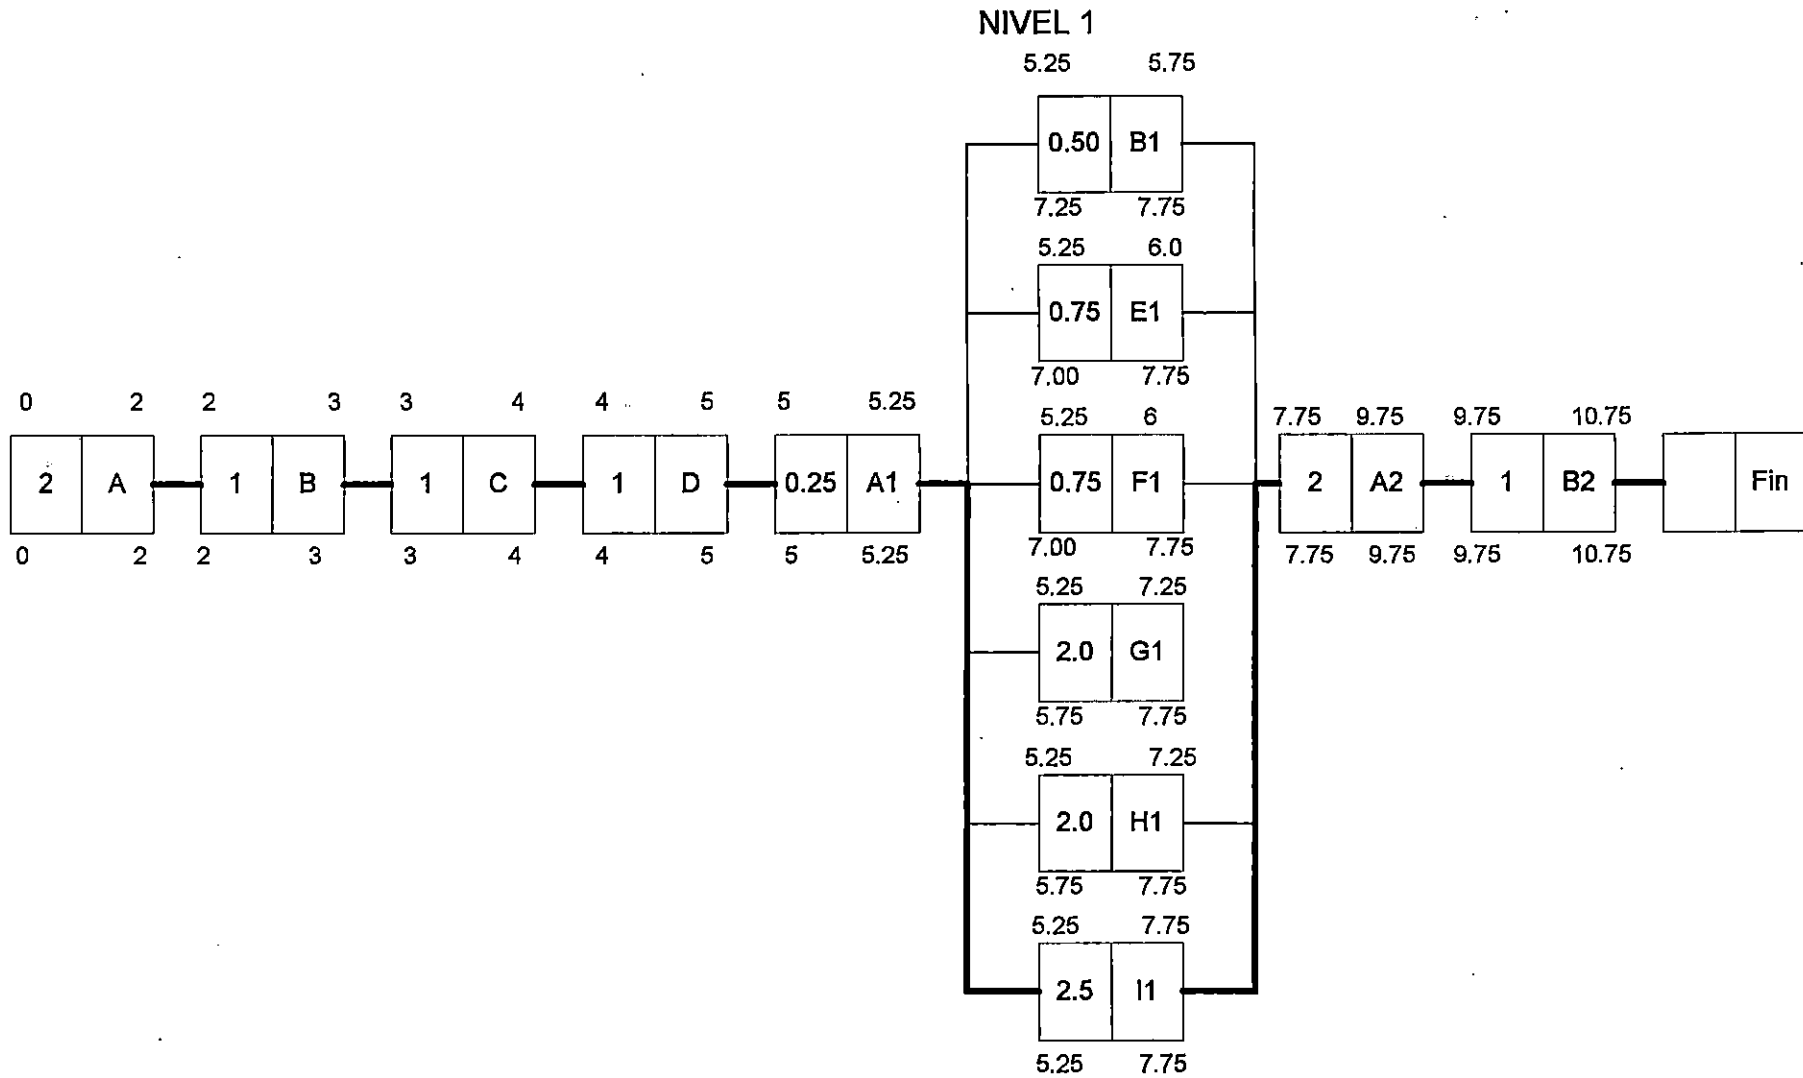 NIVEL 1
5.25 5.75
0.50 B1
7.25 7.75
5.25 6.0
0.75 E1
7.00 7.75
0 2 2 3 3 4 4 5 5 5.25
5.25 6
7.75 9.75 9.75 10.75
2 A 1 B 1 C 1 D 0.25 A1 0.75 F1 2 A2 1 B2 Fin
0 2 2 3 3 4 4 5 5 5.25
7.00 7.75
7.75 9.75 9.75 10.75
5.25 7.25
2.0 G1
5.75 7.75
5.25 7.25
2.0 H1
5.75 7.75
5.25 7.75
2.5 I1
5.25 7.75